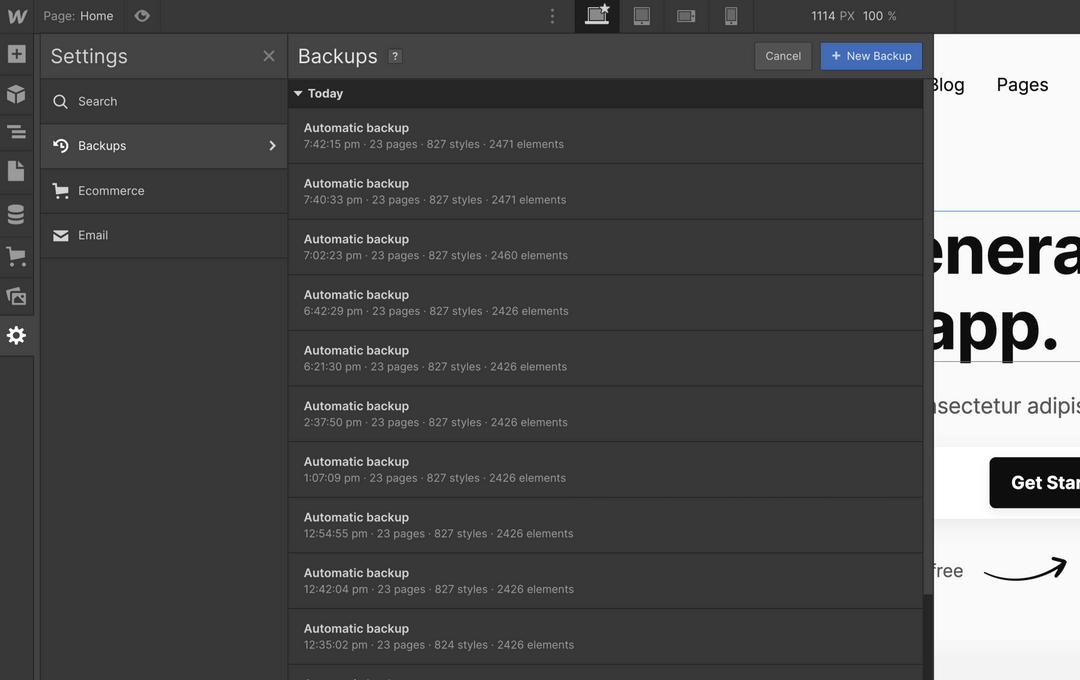 Page: Home
1114 PX 100 %
Settings
Search
Backups
Ecommerce
Email
Backups ?
Cancel
+ New Backup
Today
Automatic backup
7:42:15 pm · 23 pages · 827 styles · 2471 elements
Automatic backup
7:40:33 pm · 23 pages · 827 styles · 2471 elements
Automatic backup
7:02:23 pm · 23 pages · 827 styles · 2460 elements
Automatic backup
6:42:29 pm · 23 pages · 827 styles · 2426 elements
Automatic backup
6:21:30 pm · 23 pages · 827 styles · 2426 elements
Automatic backup
2:37:50 pm · 23 pages · 827 styles · 2426 elements
Automatic backup
1:07:09 pm · 23 pages · 827 styles · 2426 elements
Automatic backup
12:54:55 pm · 23 pages · 827 styles · 2426 elements
Automatic backup
12:42:04 pm · 23 pages · 827 styles · 2426 elements
Automatic backup
12:35:02 pm · 23 pages · 824 styles · 2426 elements
Blog Pages
enera
app.
nsectetur adipis
Get Star
free